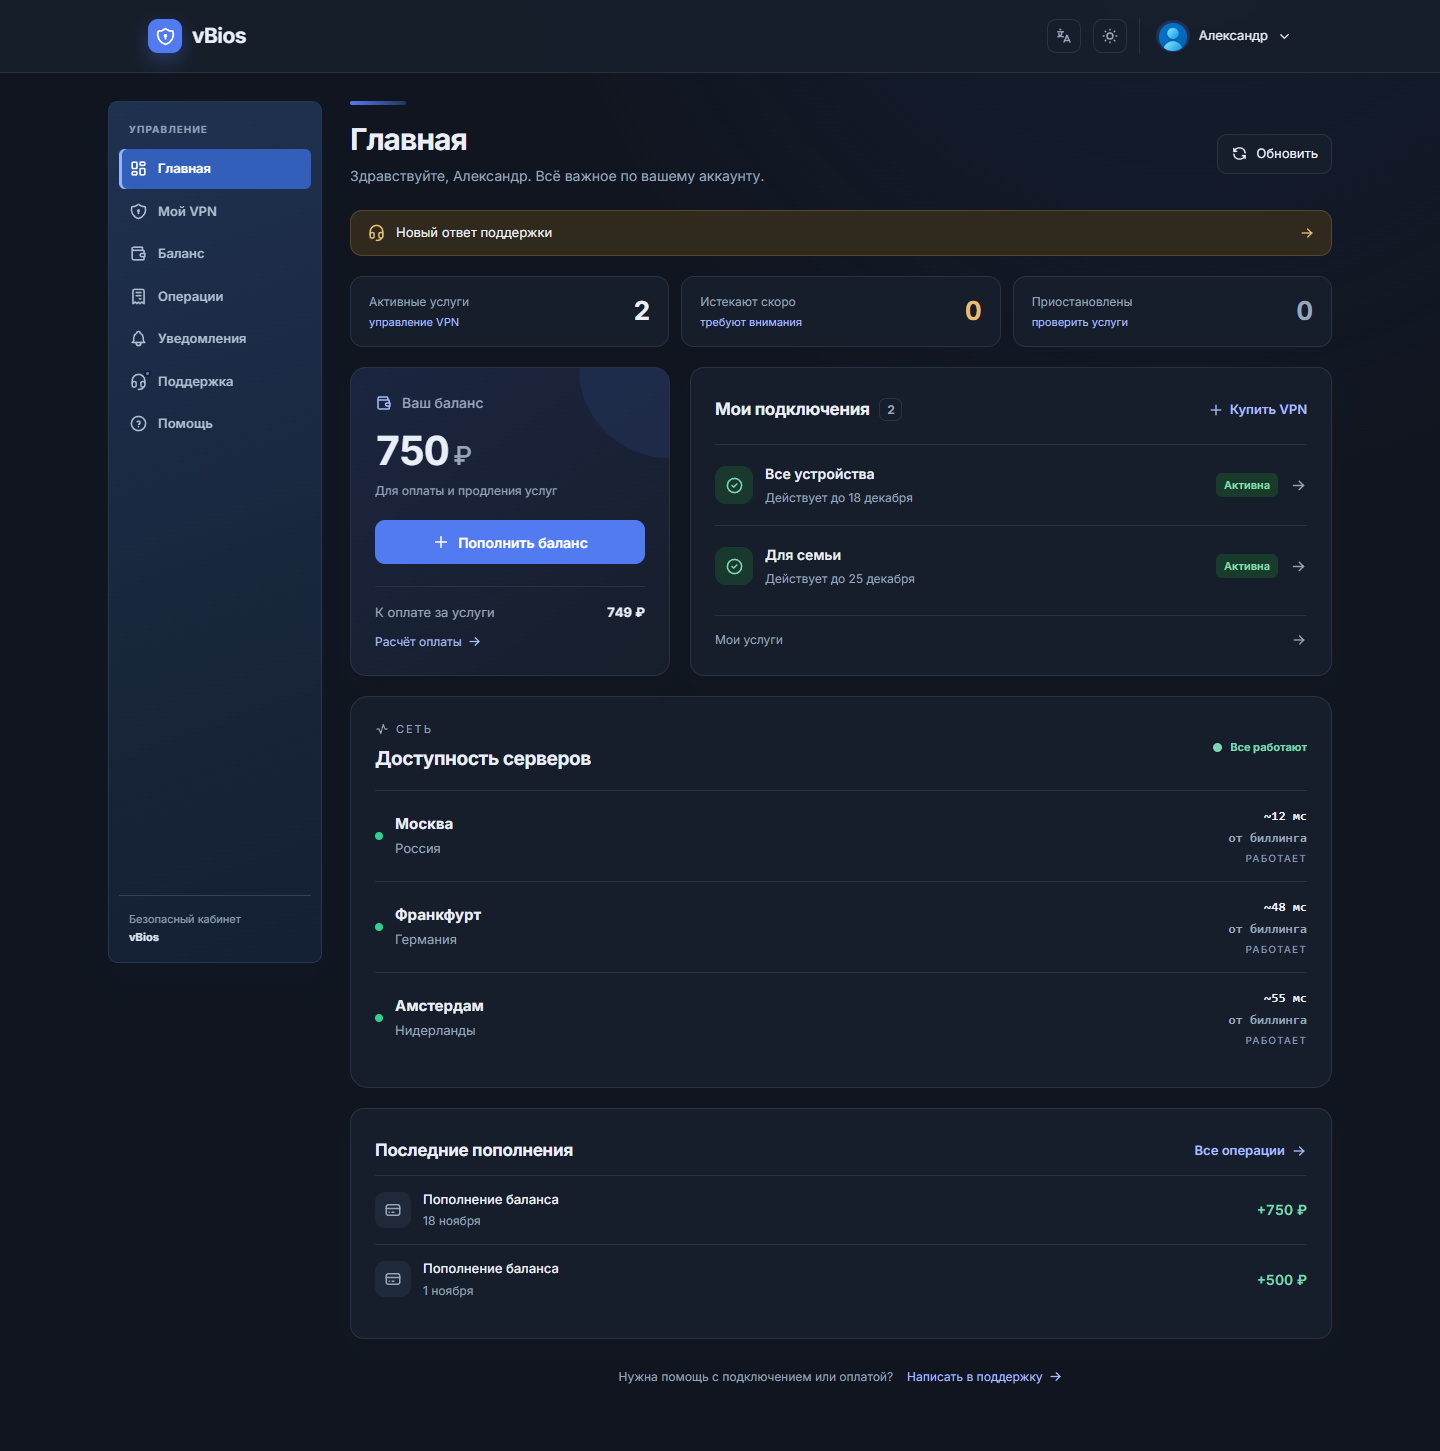 vBios
Александр
УПРАВЛЕНИЕ
Главная
Мой VPN
Баланс
Операции
Уведомления
Поддержка
Помощь
Безопасный кабинет
vBios
Главная
Здравствуйте, Александр. Всё важное по вашему аккаунту.
Обновить
Новый ответ поддержки
Активные услуги
управление VPN
2
Истекают скоро
требуют внимания
0
Приостановлены
проверить услуги
0
Ваш баланс
750 ₽
Для оплаты и продления услуг
Пополнить баланс
К оплате за услуги 749 ₽
Расчёт оплаты
Мои подключения 2
Купить VPN
Все устройства
Действует до 18 декабря
Активна
Для семьи
Действует до 25 декабря
Активна
Мои услуги
СЕТЬ
Доступность серверов
Все работают
Москва
Россия
~12 мс
от биллинга
РАБОТАЕТ
Франкфурт
Германия
~48 мс
от биллинга
РАБОТАЕТ
Амстердам
Нидерланды
~55 мс
от биллинга
РАБОТАЕТ
Последние пополнения
Все операции
Пополнение баланса
18 ноября
+750 ₽
Пополнение баланса
1 ноября
+500 ₽
Нужна помощь с подключением или оплатой? Написать в поддержку